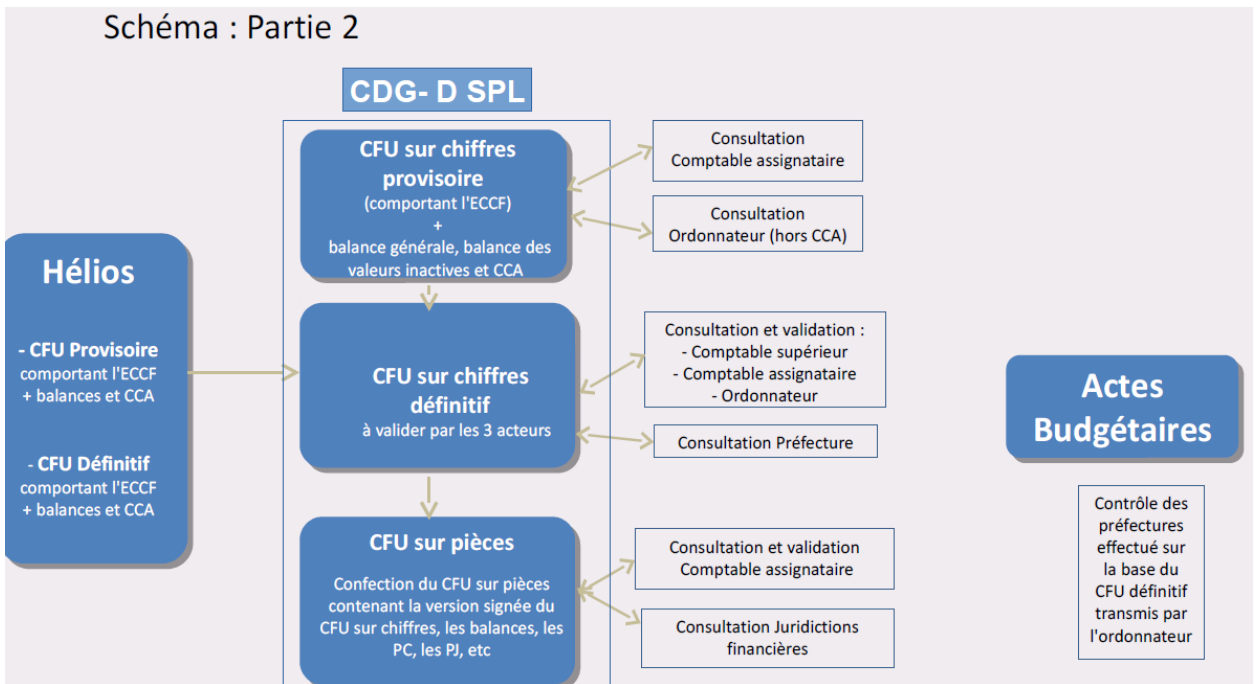 Schéma : Partie 2
CDG- D SPL
Hélios
- CFU Provisoire
comportant l'ECCF
+ balances et CCA
- CFU Définitif
comportant l'ECCF
+ balances et CCA
CFU sur chiffres
provisoire
(comportant l'ECCF)
+
balance générale, balance des
valeurs inactives et CCA
Consultation
Comptable assignataire
Consultation
Ordonnateur (hors CCA)
CFU sur chiffres
définitif
à valider par les 3 acteurs
Consultation et validation :
- Comptable supérieur
- Comptable assignataire
- Ordonnateur
Consultation Préfecture
CFU sur pièces
Confection du CFU sur pièces
contenant la version signée du
CFU sur chiffres, les balances, les
PC, les PJ, etc
Consultation et validation
Comptable assignataire
Consultation Juridictions
financières
Actes
Budgétaires
Contrôle des
préfectures
effectué sur
la base du
CFU définitif
transmis par
l'ordonnateur